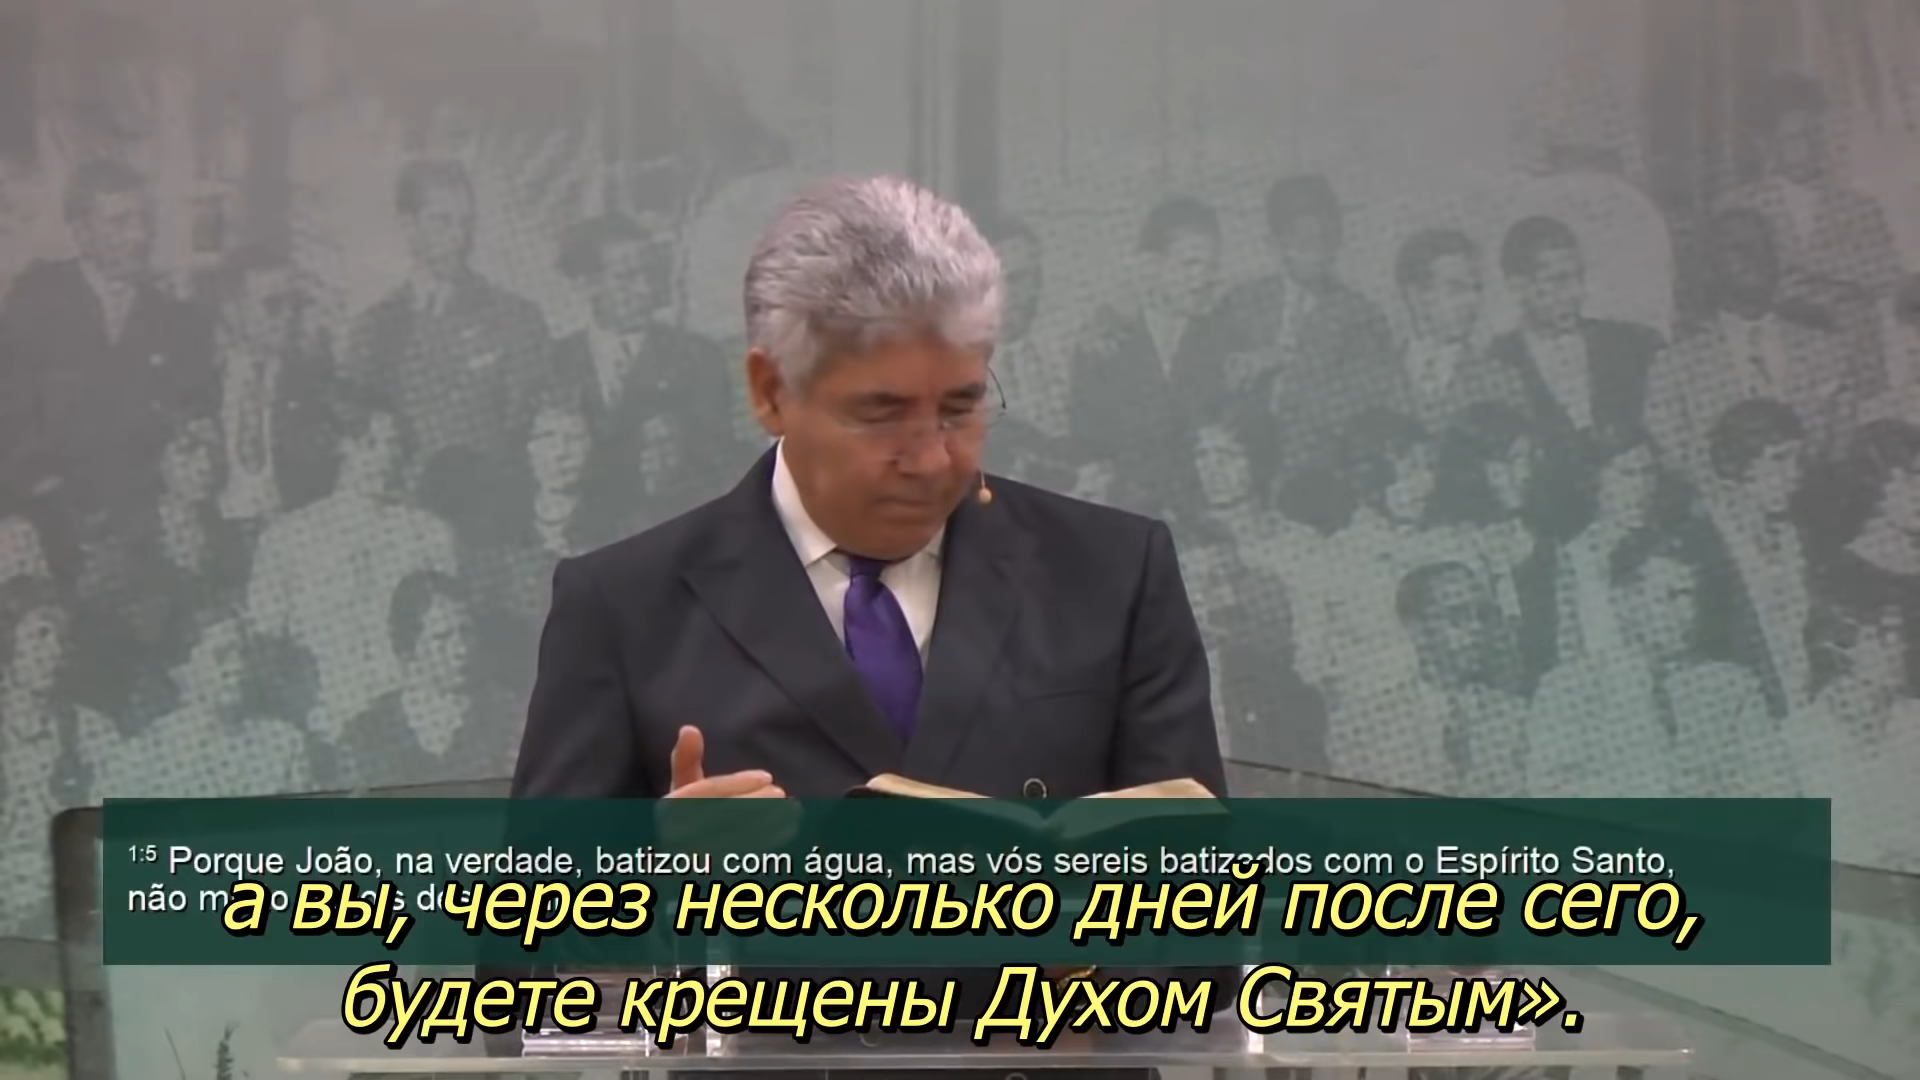 1:5 Porque João, na verdade, batizou com água, mas vós sereis batizados com o Espírito Santo,
não
а вы, через несколько дней после сего,
будете крещены Духом Святым».